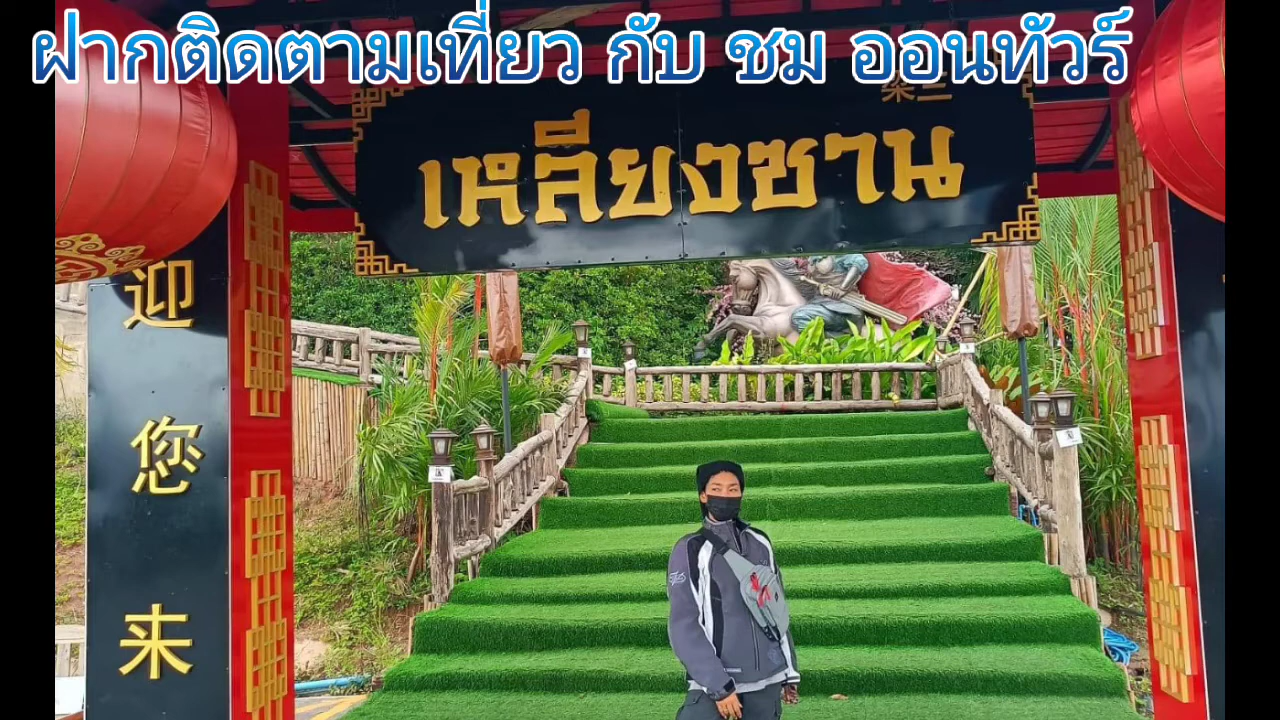 ฝากติดตามเที่ยว กับ ชม ออนทัวร์
เหลียงซาน
迎
您
来